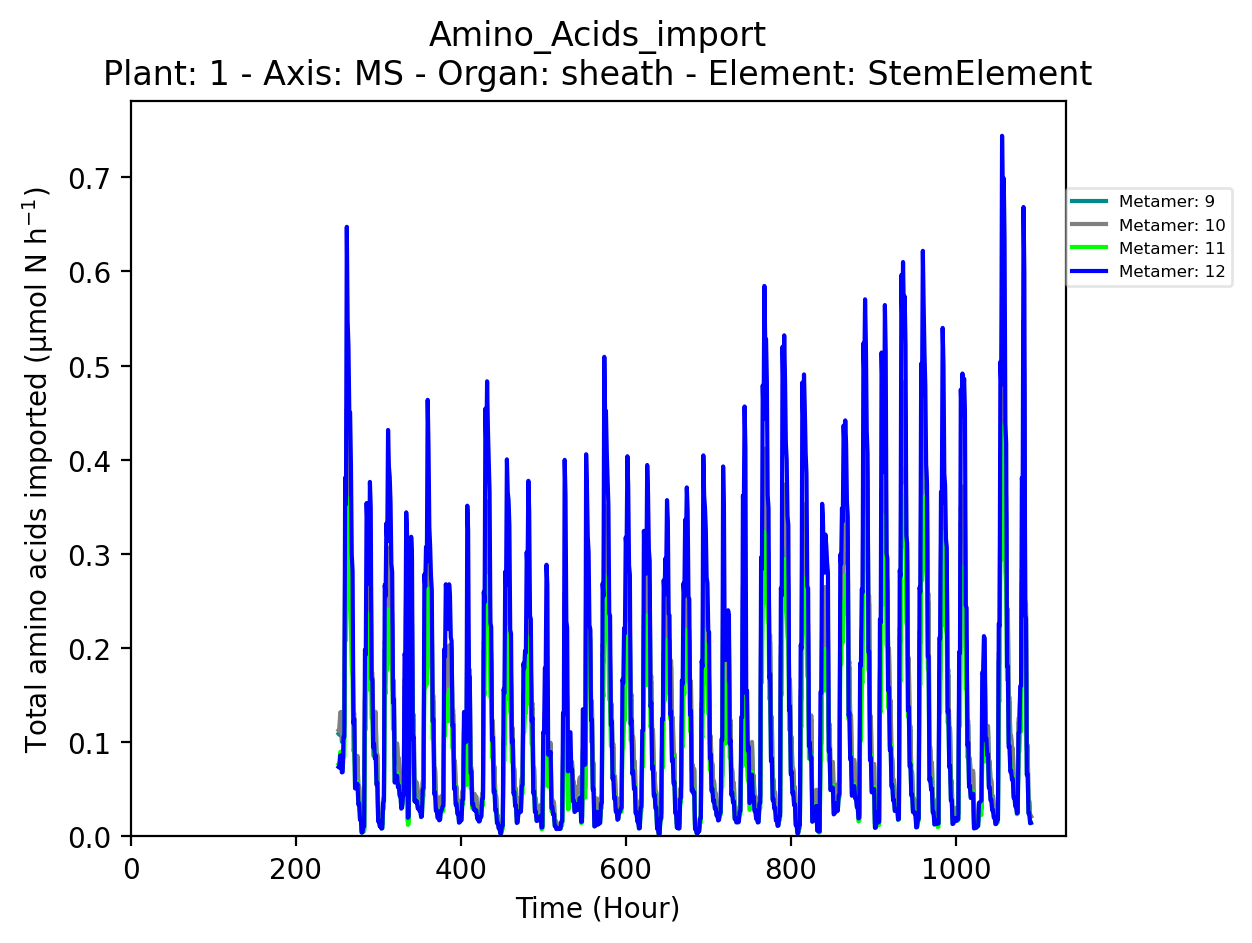 Amino_Acids_import
Plant: 1 - Axis: MS - Organ: sheath - Element: StemElement
Total amino acids imported (µmol N h⁻¹)
0.7
0.6
0.5
0.4
0.3
0.2
0.1
0.0
0 200 400 600 800 1000
Time (Hour)
Metamer: 9
Metamer: 10
Metamer: 11
Metamer: 12